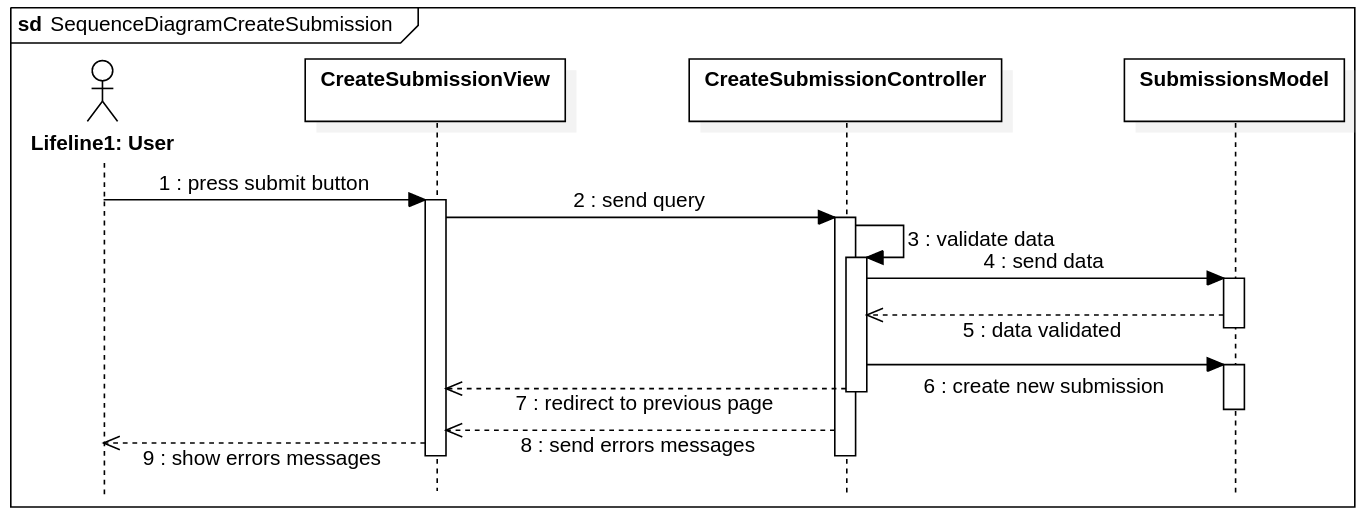 sd SequenceDiagramCreateSubmission
CreateSubmissionView
CreateSubmissionController
SubmissionsModel
Lifeline1: User
1 : press submit button
2 : send query
3 : validate data
4 : send data
5 : data validated
6 : create new submission
7 : redirect to previous page
8 : send errors messages
9 : show errors messages